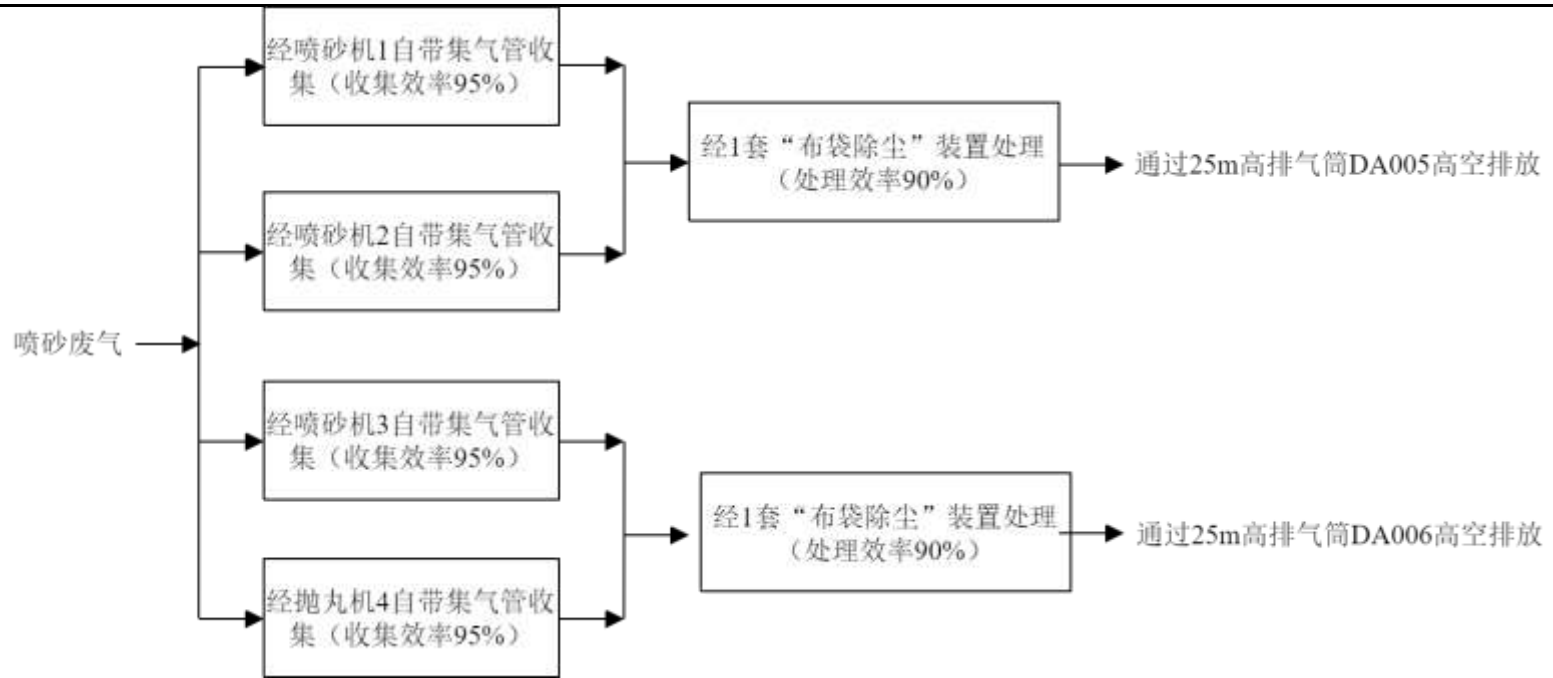 经喷砂机1自带集气管收
集（收集效率95%）
经喷砂机2自带集气管收
集（收集效率95%）
经1套“布袋除尘”装置处理
（处理效率90%）
通过25m高排气筒DA005高空排放
喷砂废气
经喷砂机3自带集气管收
集（收集效率95%）
经抛丸机4自带集气管收
集（收集效率95%）
经1套“布袋除尘”装置处理
（处理效率90%）
通过25m高排气筒DA006高空排放